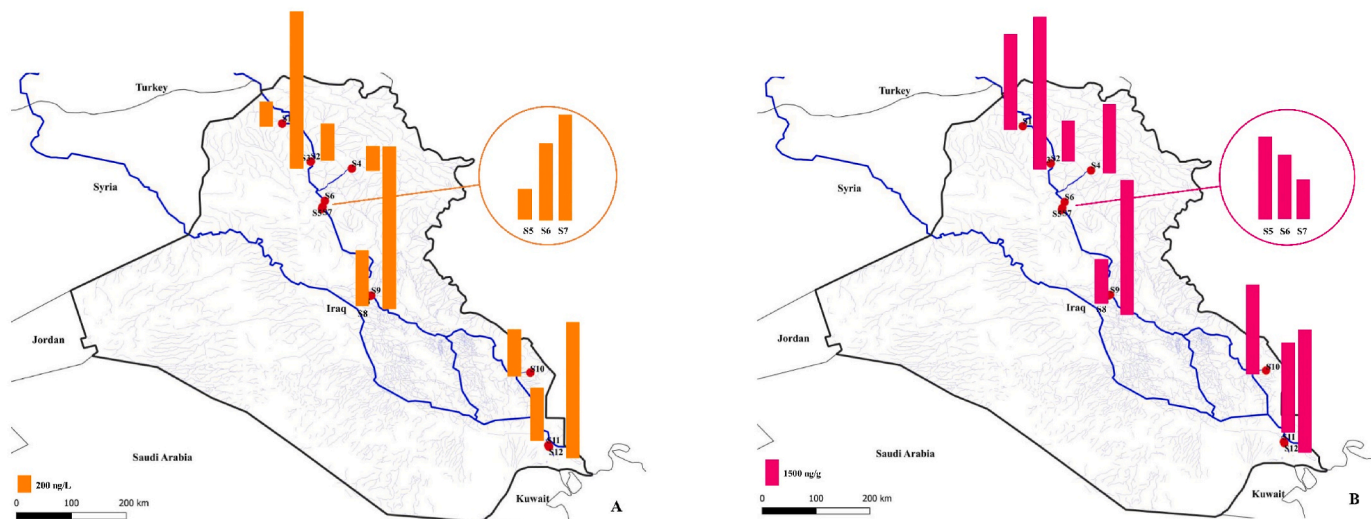 Turkey
S1
Syria
S2
S4
S6
S5
S7
S5 S6 S7
S9
Iraq
S8
Jordan
S10
S11
S12
Saudi Arabia
Kuwait
200 ng/L
0 100 200 km
A
Turkey
S1
Syria
S2
S4
S6
S5
S7
S5 S6 S7
S9
Iraq
S8
Jordan
S10
S11
S12
Saudi Arabia
Kuwait
1500 ng/g
0 100 200 km
B